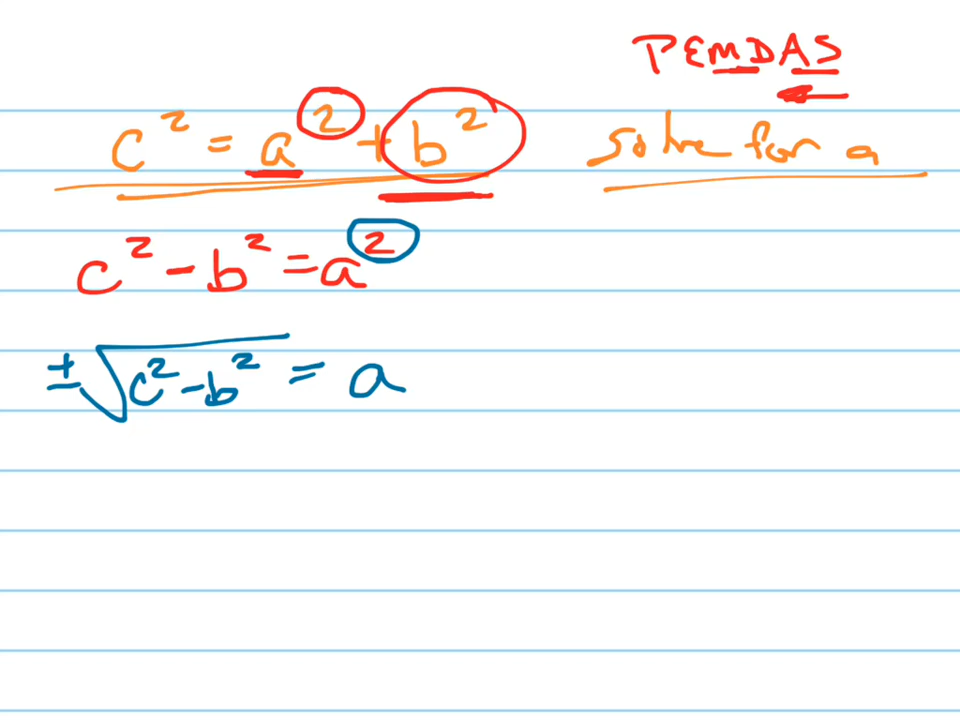 PEMDAS
c² = a² + b² solve for a
c² - b² = a²
±√(c² - b²) = a